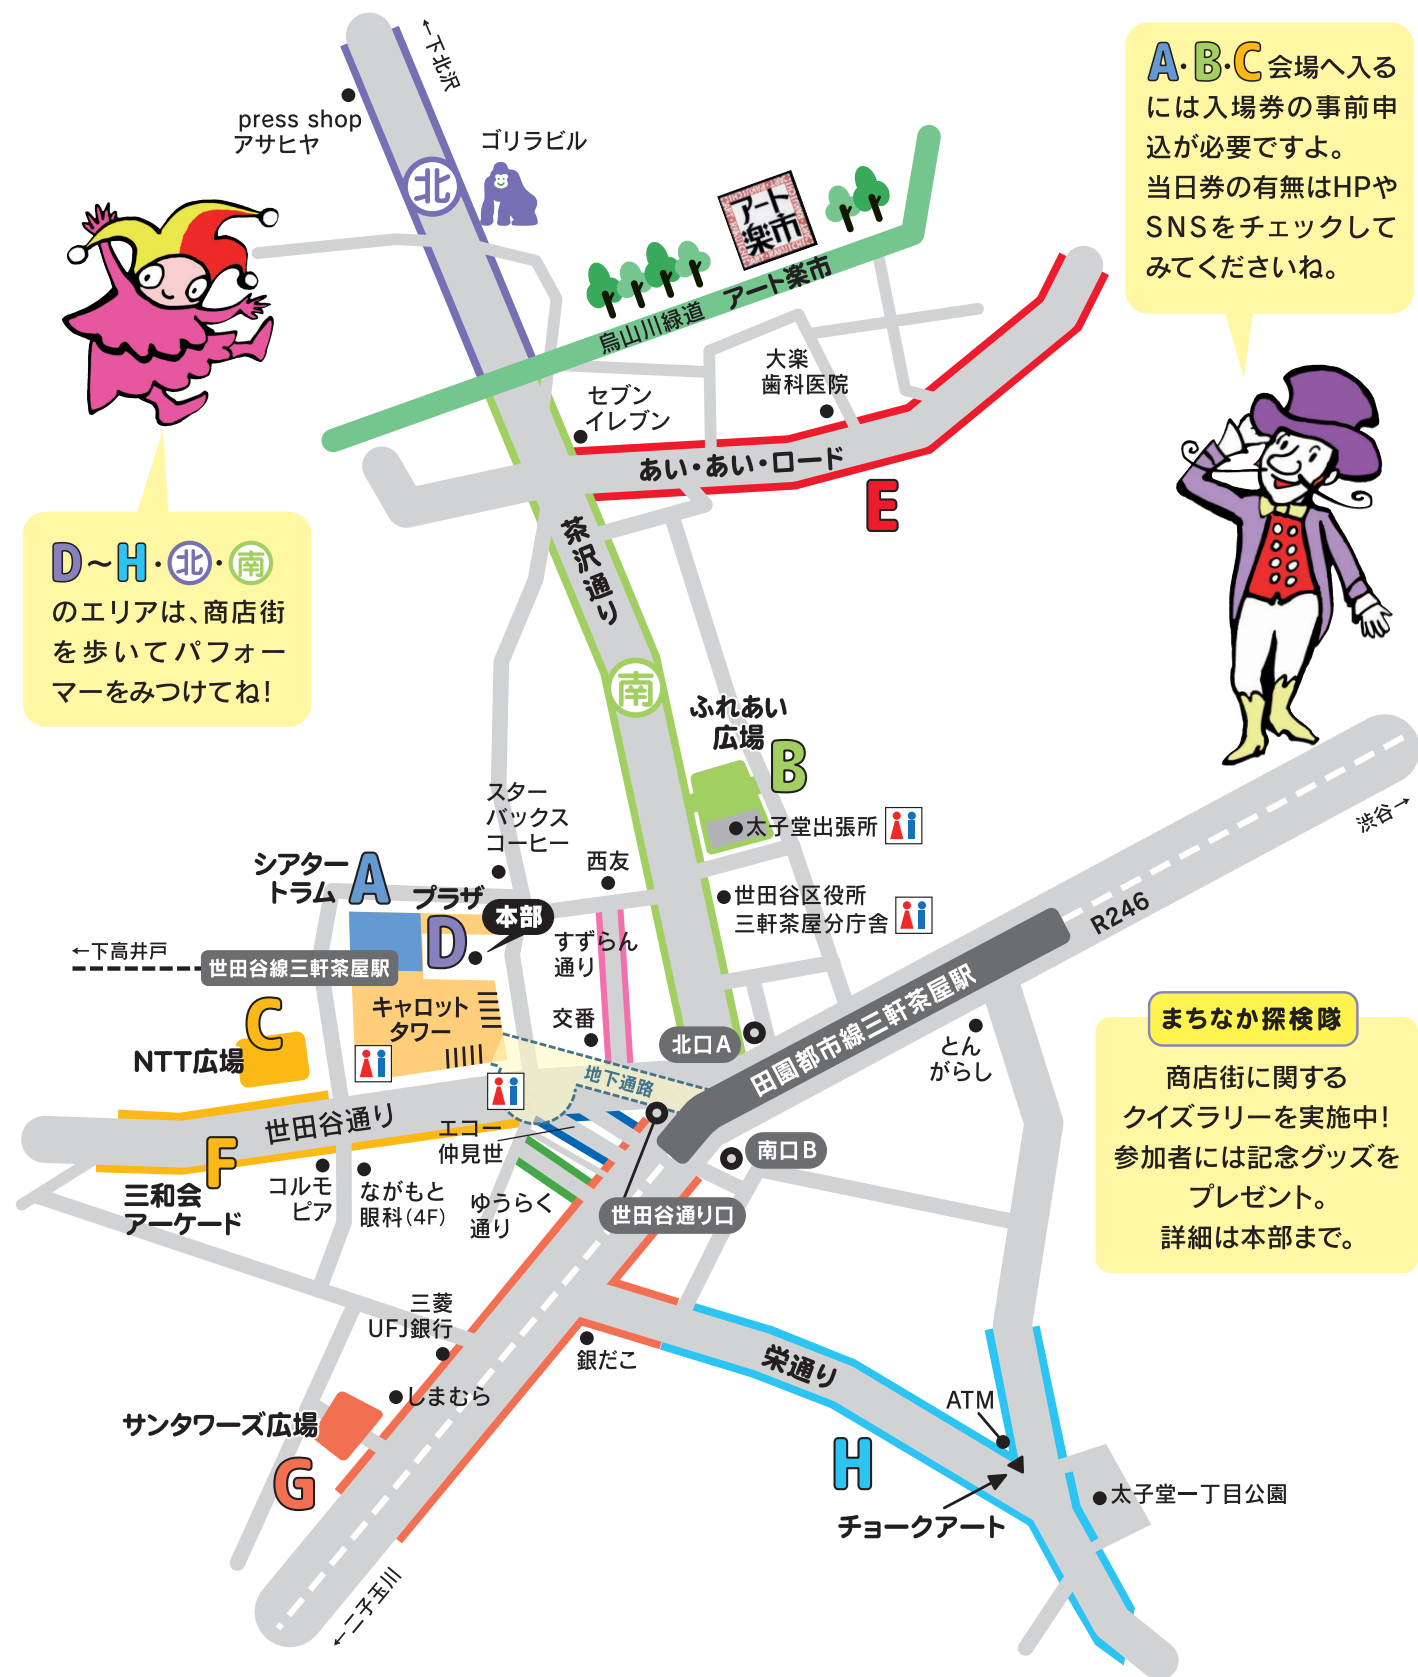 ←下北沢
press shop
アサヒヤ
北
ゴリラビル
アート
楽市
烏山川緑道 アート楽市
A・B・C 会場へ入る
には入場券の事前申
込が必要ですよ。
当日券の有無はHPや
SNSをチェックして
みてくださいね。
大楽
歯科医院
セブン
イレブン
あい・あい・ロード
E
茶沢通り
D〜H・北・南
のエリアは、商店街
を歩いてパフォー
マーをみつけてね!
南
ふれあい
広場
B
太子堂出張所
スター
バックス
コーヒー
西友
世田谷区役所
三軒茶屋分庁舎
シアター
トラム
A
プラザ
D
本部
←下高井戸
世田谷線三軒茶屋駅
すずらん
通り
キャロット
タワー
交番
C
NTT広場
北口A
田園都市線三軒茶屋駅
R246
渋谷→
とん
がらし
地下通路
世田谷通り
エコー
仲見世
南口B
F
三和会
アーケード
コルモ
ピア
ながもと
眼科(4F)
ゆうらく
通り
世田谷通り口
まちなか探検隊
商店街に関する
クイズラリーを実施中!
参加者には記念グッズを
プレゼント。
詳細は本部まで。
三菱
UFJ銀行
銀だこ
しまむら
サンタワーズ広場
G
栄通り
ATM
H
チョークアート
太子堂一丁目公園
←二子玉川